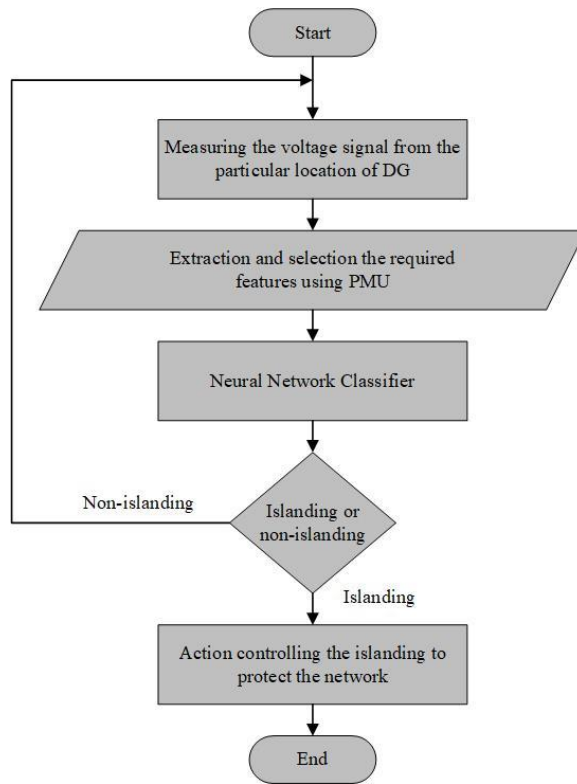 Start
Measuring the voltage signal from the
particular location of DG
Extraction and selection the required
features using PMU
Neural Network Classifier
Non-islanding
Islanding or
non-islanding
Islanding
Action controlling the islanding to
protect the network
End